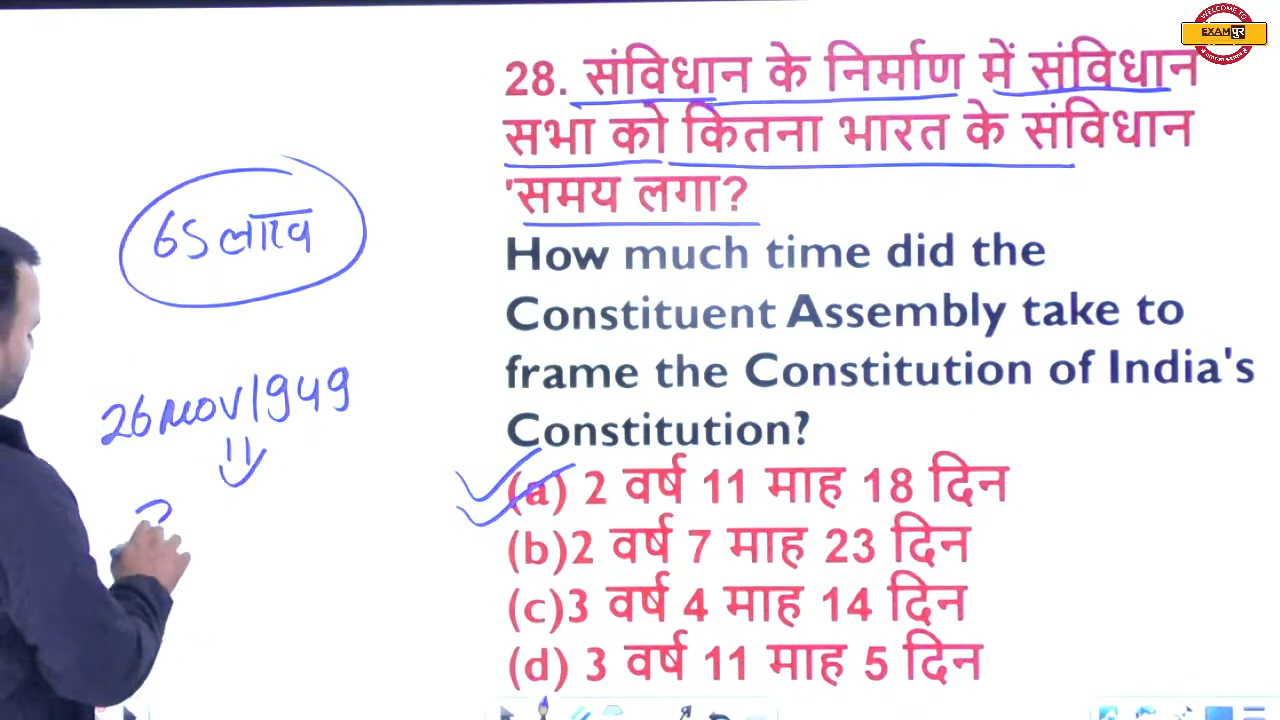 WELCOME TO
EXAM पुर
28. संविधान के निर्माण में संविधान
सभा को कितना भारत के संविधान
'समय लगा?
How much time did the
Constituent Assembly take to
frame the Constitution of India's
Constitution?
(a) 2 वर्ष 11 माह 18 दिन
(b)2 वर्ष 7 माह 23 दिन
(c)3 वर्ष 4 माह 14 दिन
(d) 3 वर्ष 11 माह 5 दिन
65 लाख
26 Nov 1949